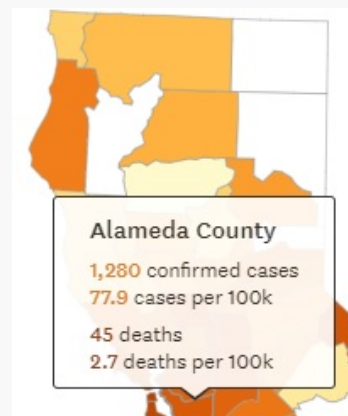 Alameda County
1,280 confirmed cases
77.9 cases per 100k
45 deaths
2.7 deaths per 100k